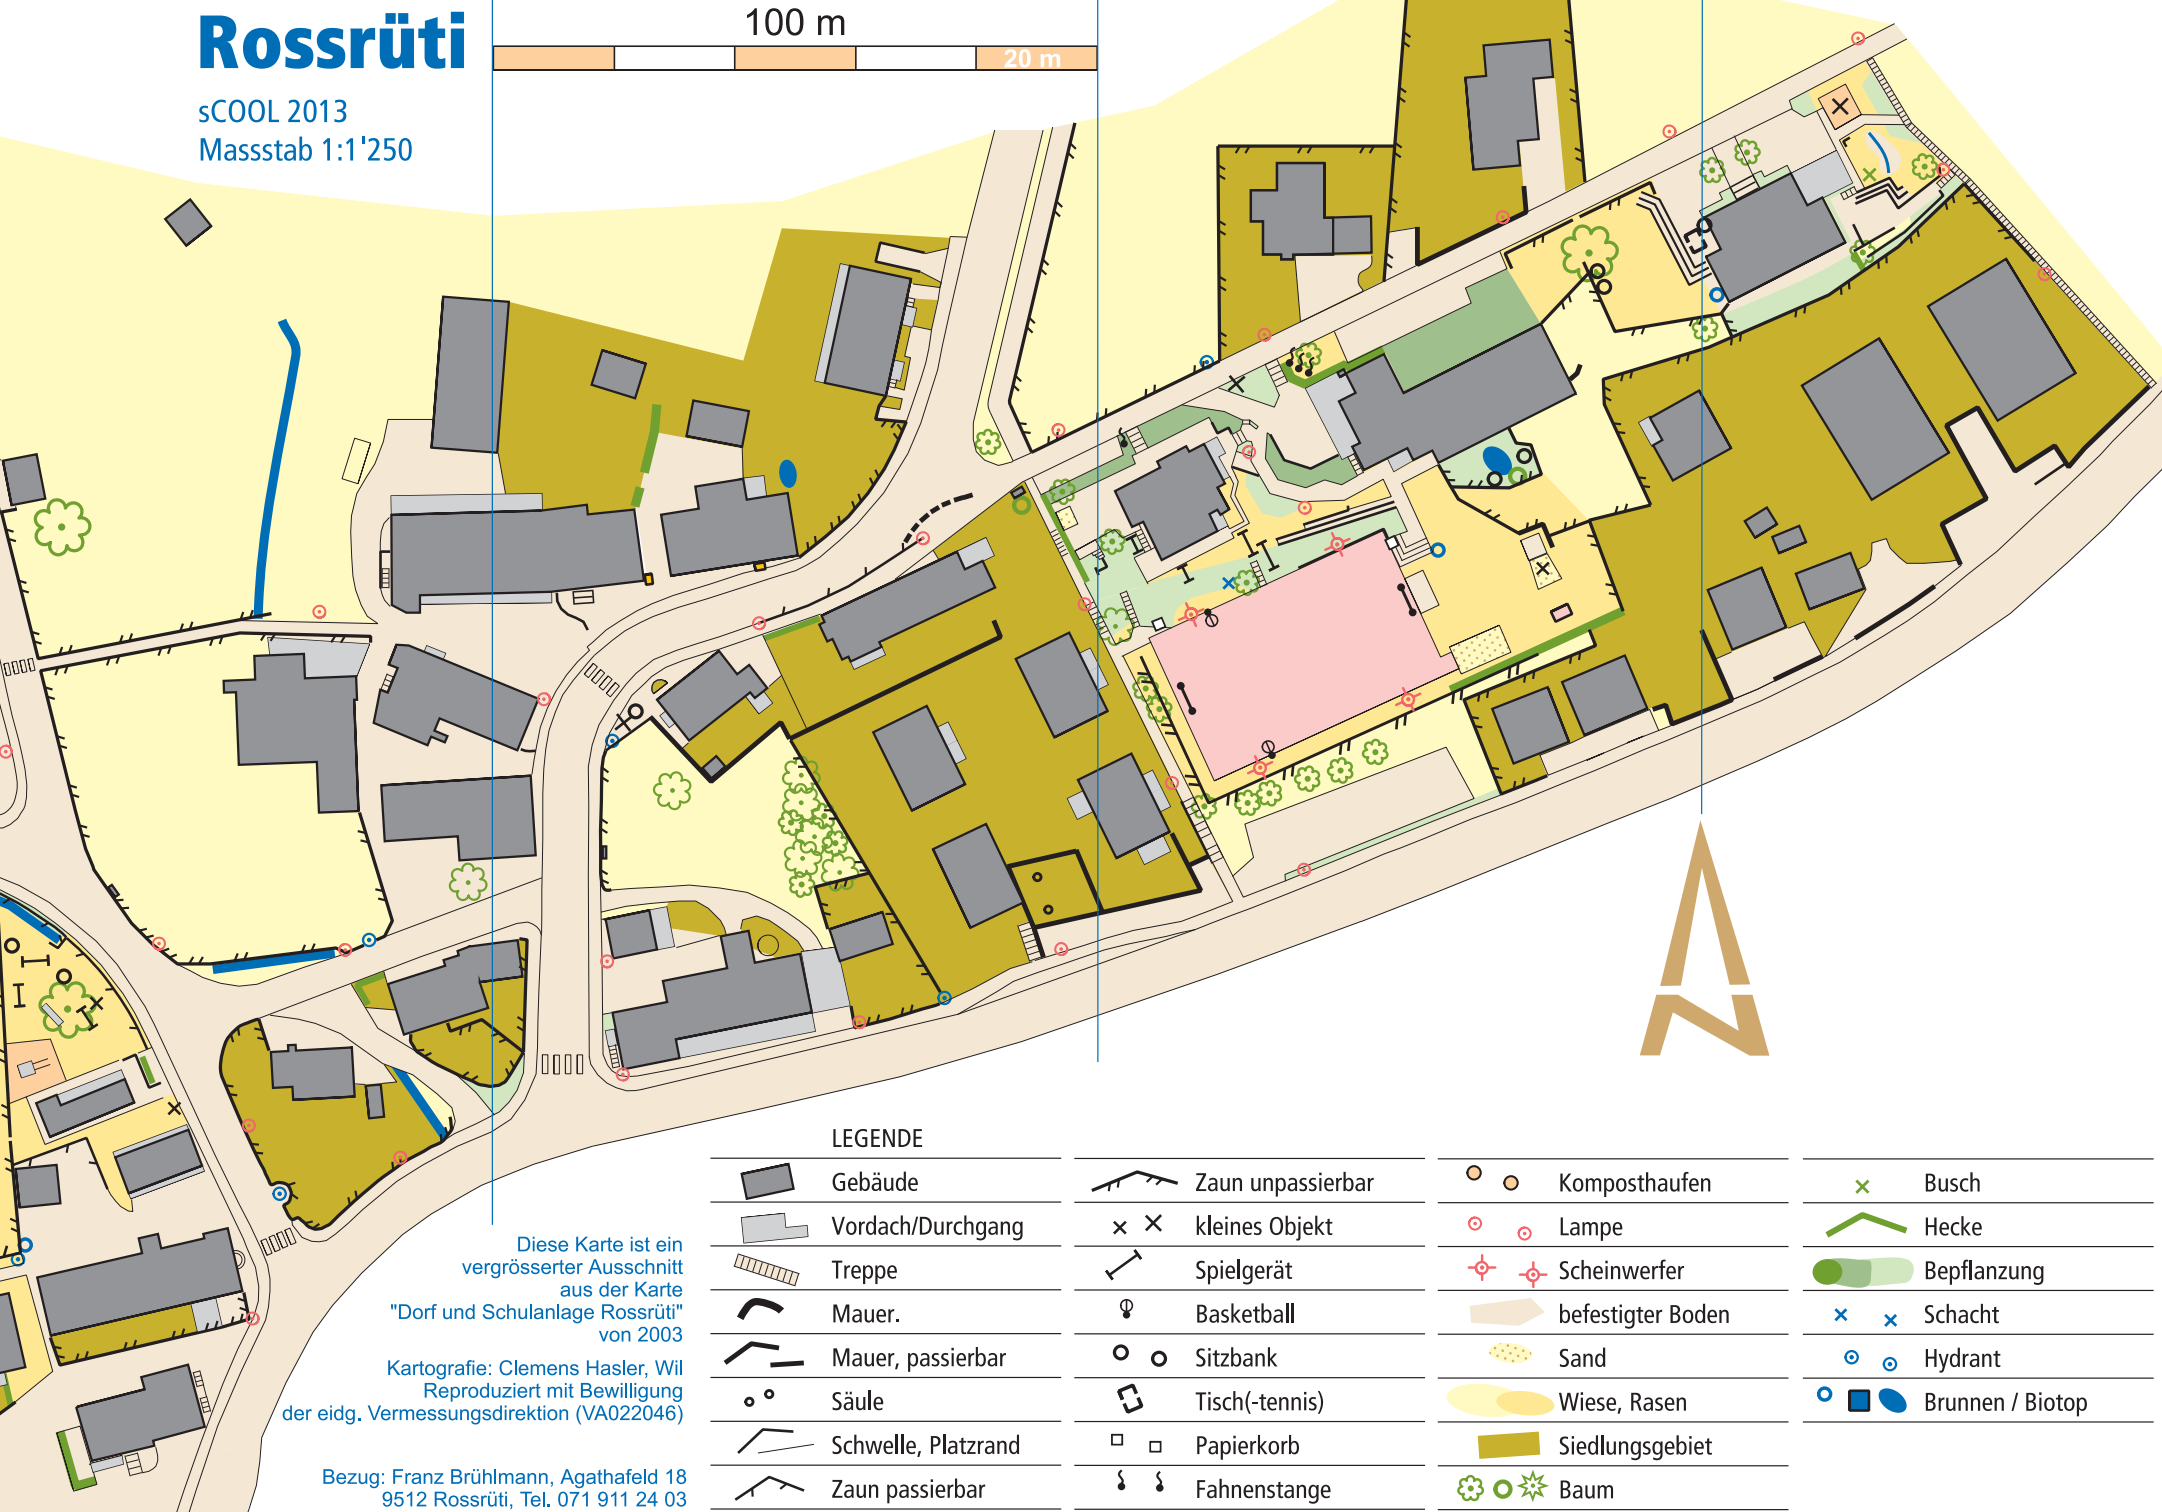 Rossrüti
sCOOL 2013
Massstab 1:1'250
100 m
20 m
Diese Karte ist ein
vergrösserter Ausschnitt
aus der Karte
"Dorf und Schulanlage Rossrüti"
von 2003
Kartografie: Clemens Hasler, Wil
Reproduziert mit Bewilligung
der eidg. Vermessungsdirektion (VA022046)
Bezug: Franz Brühlmann, Agathafeld 18
9512 Rossrüti, Tel. 071 911 24 03
LEGENDE
Gebäude
Vordach/Durchgang
Treppe
Mauer.
Mauer, passierbar
Säule
Schwelle, Platzrand
Zaun passierbar
Zaun unpassierbar
kleines Objekt
Spielgerät
Basketball
Sitzbank
Tisch(-tennis)
Papierkorb
Fahnenstange
Komposthaufen
Lampe
Scheinwerfer
befestigter Boden
Sand
Wiese, Rasen
Siedlungsgebiet
Baum
Busch
Hecke
Bepflanzung
Schacht
Hydrant
Brunnen / Biotop